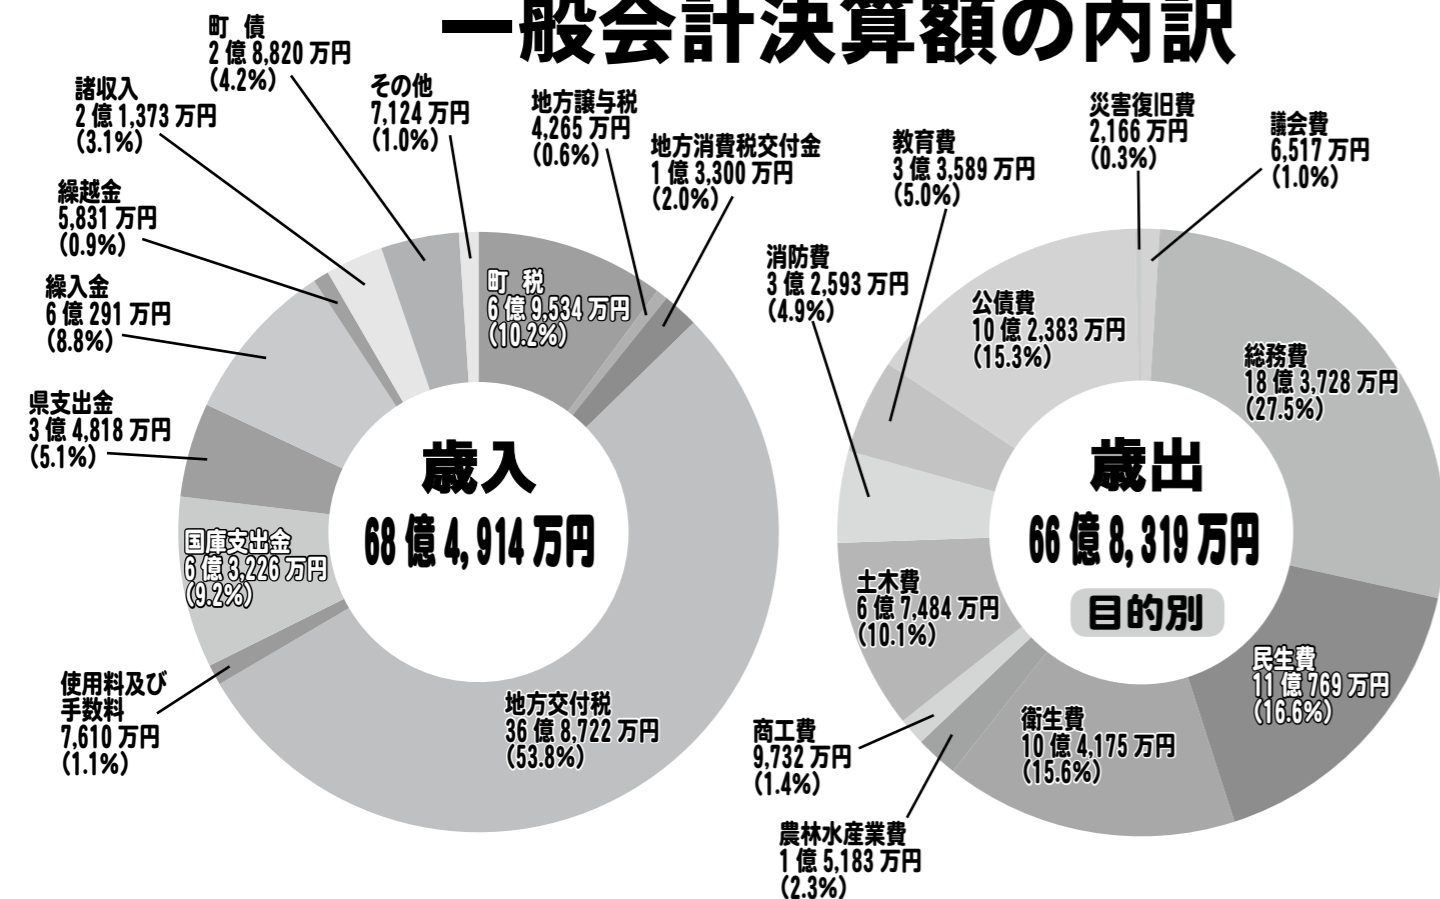 一般会計決算額の内訳
町 債
2億8,820万円
(4.2%)
諸収入
2億1,373万円
(3.1%)
繰越金
5,831万円
(0.9%)
繰入金
6億291万円
(8.8%)
県支出金
3億4,818万円
(5.1%)
国庫支出金
6億3,226万円
(9.2%)
使用料及び
手数料
7,610万円
(1.1%)
その他
7,124万円
(1.0%)
地方譲与税
4,265万円
(0.6%)
地方消費税交付金
1億3,300万円
(2.0%)
町 税
6億9,534万円
(10.2%)
歳入
68億4,914万円
地方交付税
36億8,722万円
(53.8%)
災害復旧費
2,166万円
(0.3%)
議会費
6,517万円
(1.0%)
教育費
3億3,589万円
(5.0%)
消防費
3億2,593万円
(4.9%)
公債費
10億2,383万円
(15.3%)
総務費
18億3,728万円
(27.5%)
歳出
66億8,319万円
目的別
土木費
6億7,484万円
(10.1%)
民生費
11億769万円
(16.6%)
衛生費
10億4,175万円
(15.6%)
商工費
9,732万円
(1.4%)
農林水産業費
1億5,183万円
(2.3%)